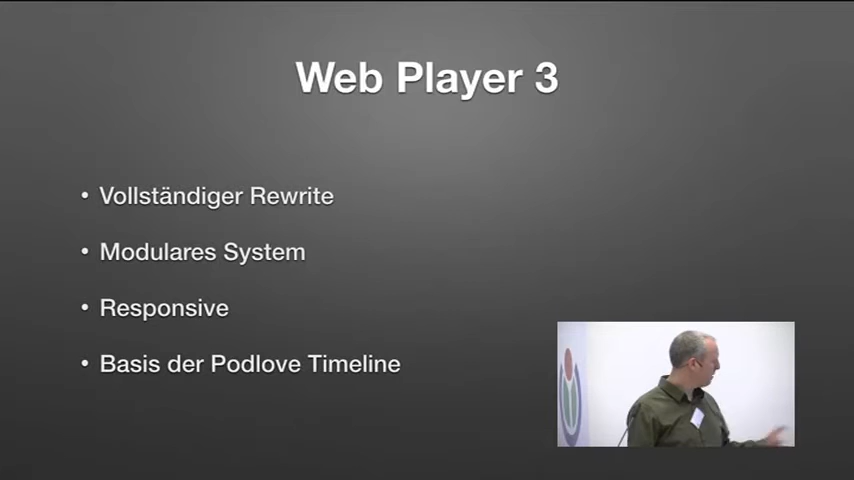 Web Player 3
• Vollständiger Rewrite
• Modulares System
• Responsive
• Basis der Podlove Timeline